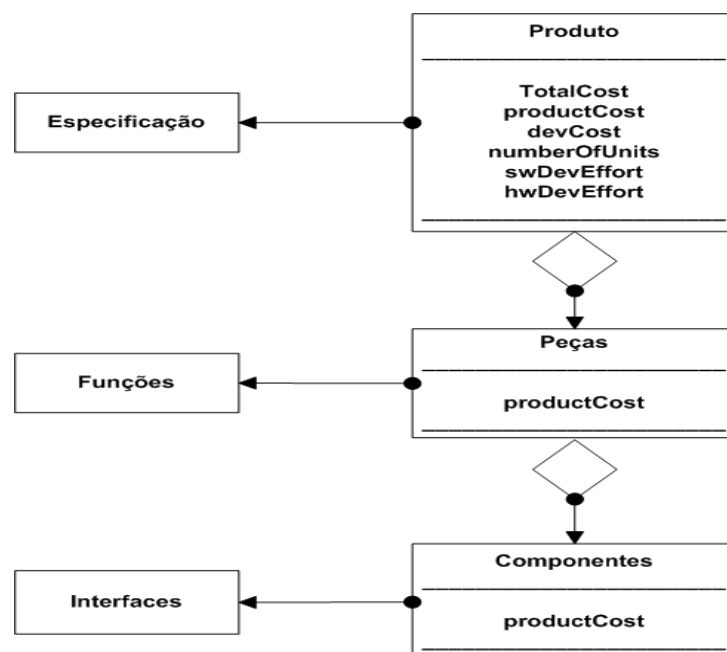 Produto
TotalCost
Especificação
productCost
devCost
numberOfUnits
swDevEffort
hwDevEffort
Peças
Funções
productCost
Componentes
Interfaces
productCost